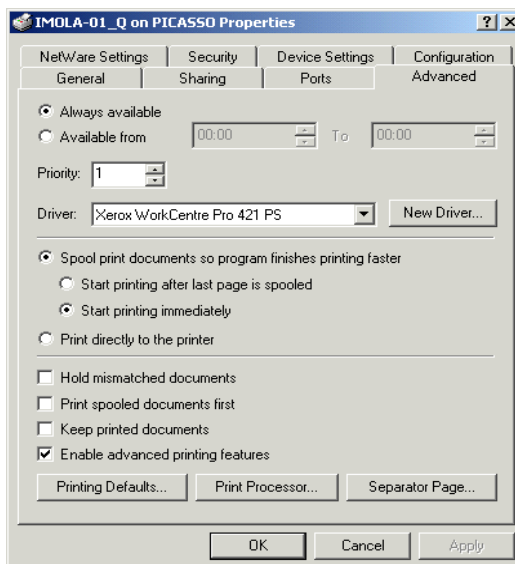 IMOLA-01_Q on PICASSO Properties
NetWare Settings Security Device Settings Configuration
General Sharing Ports Advanced
Always available
Available from 00:00 To 00:00
Priority: 1
Driver: Xerox WorkCentre Pro 421 PS New Driver...
Spool print documents so program finishes printing faster
Start printing after last page is spooled
Start printing immediately
Print directly to the printer
Hold mismatched documents
Print spooled documents first
Keep printed documents
Enable advanced printing features
Printing Defaults... Print Processor... Separator Page...
OK Cancel Apply